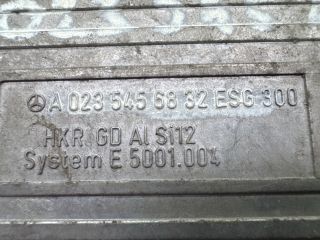 A 023 545 68 32 ESG 300
HKR GD Al Si12
System E 5001.004